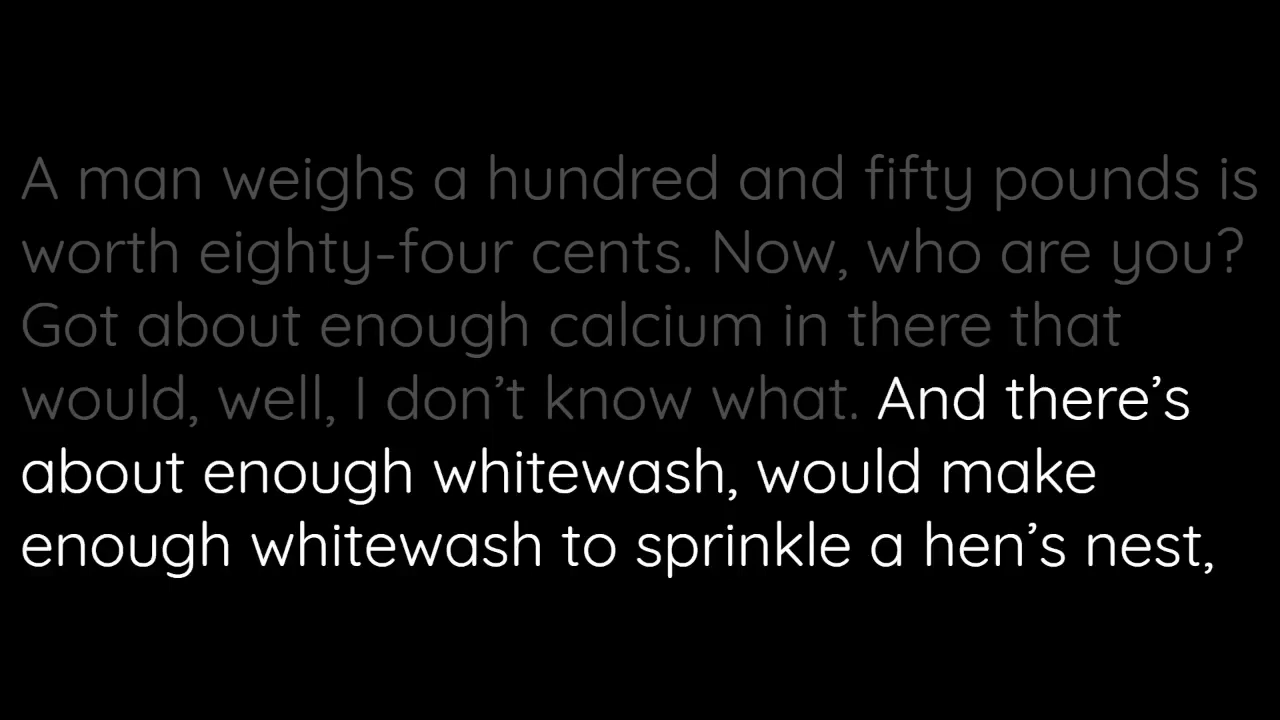 A man weighs a hundred and fifty pounds is
worth eighty-four cents. Now, who are you?
Got about enough calcium in there that
would, well, I don’t know what. And there’s
about enough whitewash, would make
enough whitewash to sprinkle a hen’s nest,